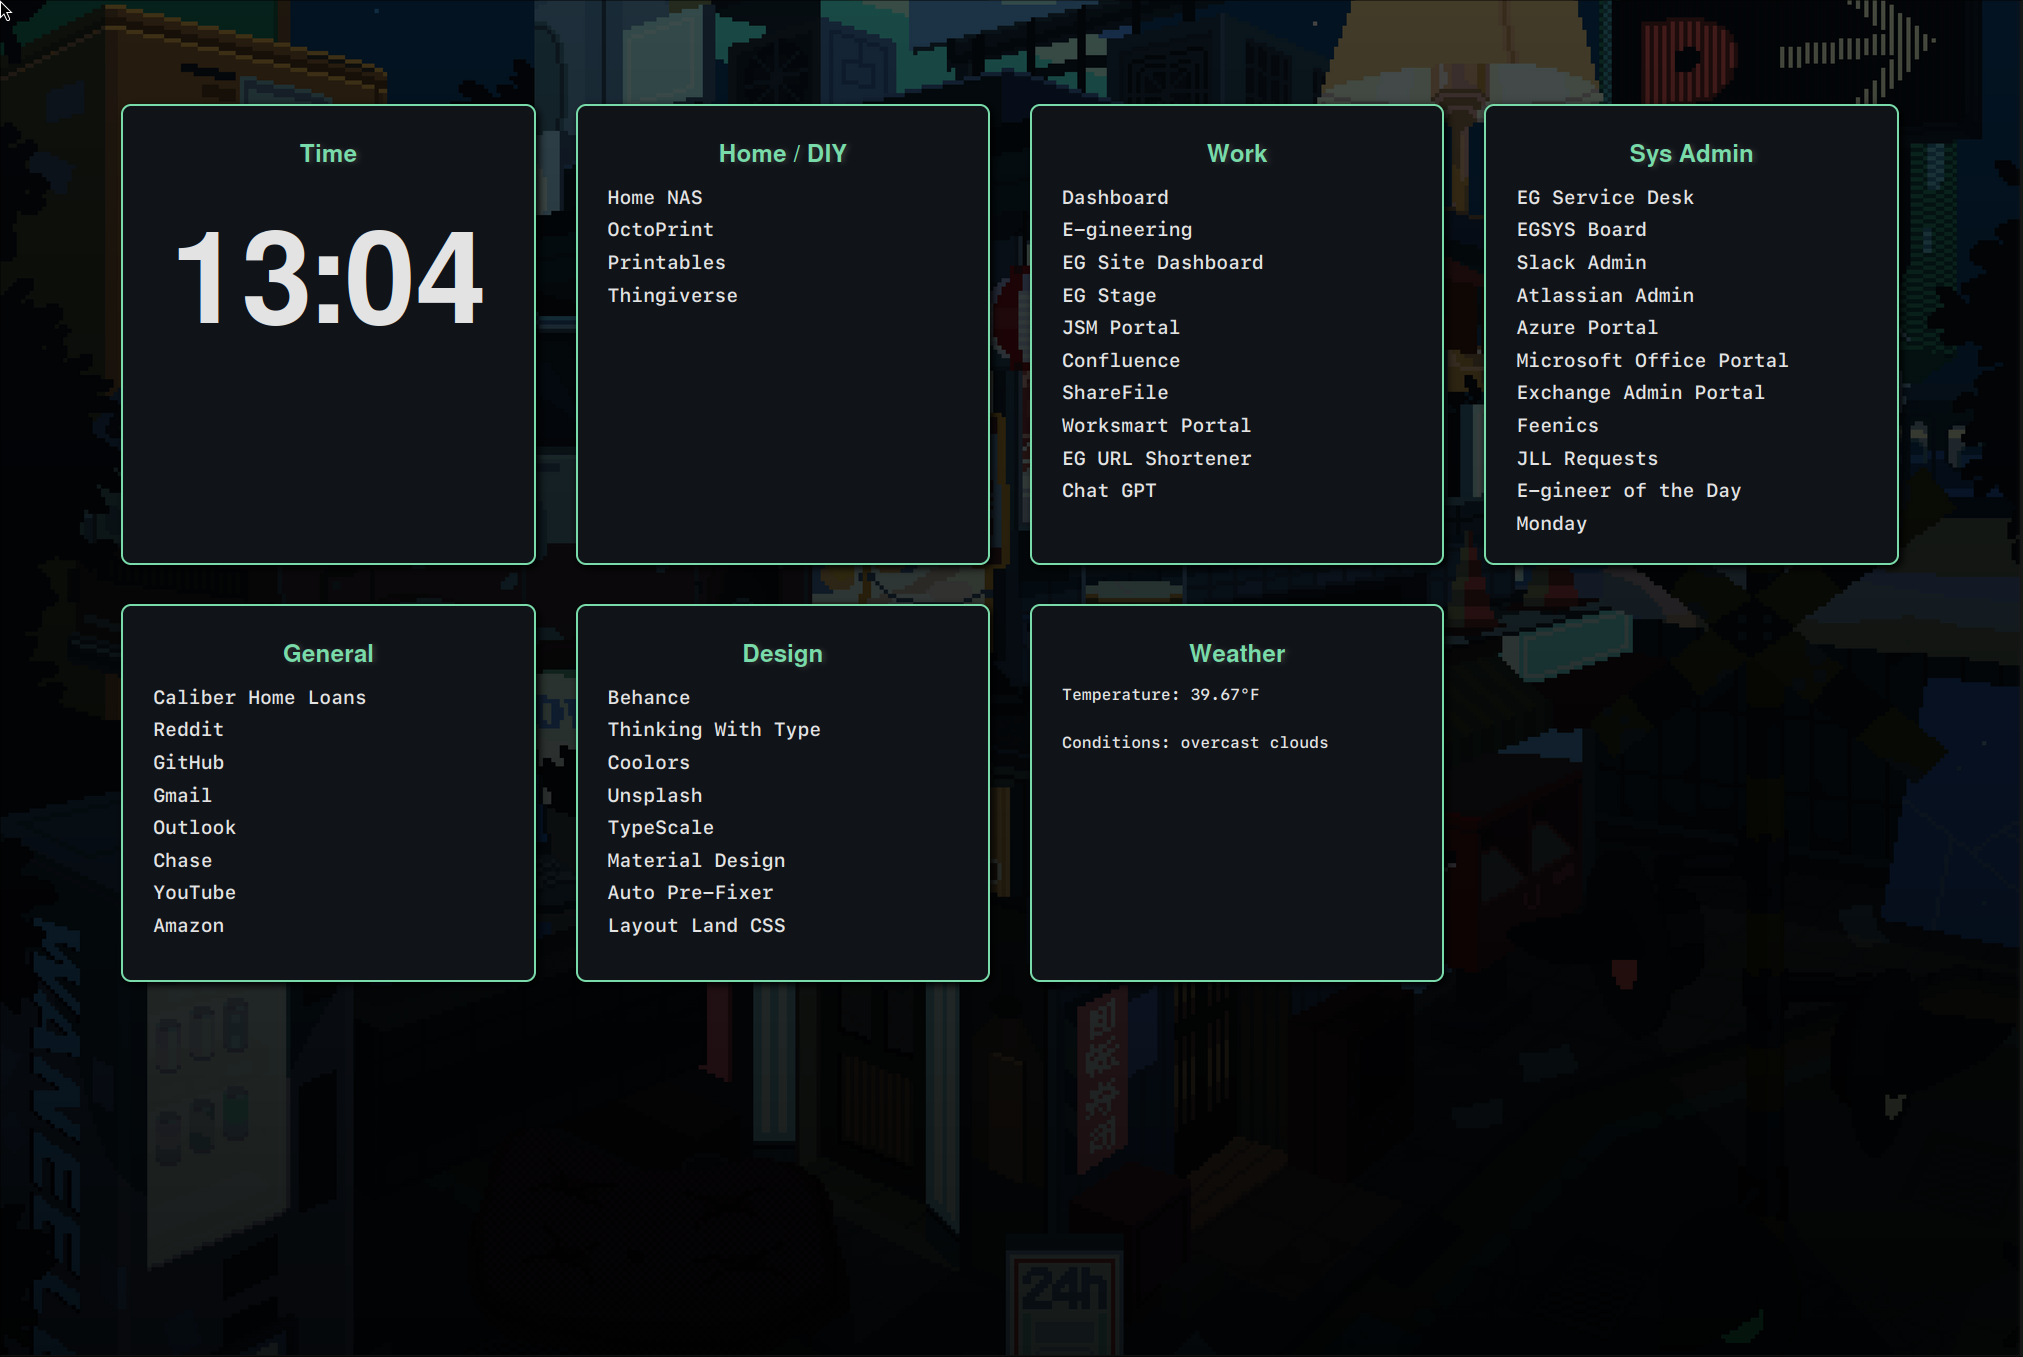 Time
13:04
Home / DIY
Home NAS
OctoPrint
Printables
Thingiverse
Work
Dashboard
E-gineering
EG Site Dashboard
EG Stage
JSM Portal
Confluence
ShareFile
Worksmart Portal
EG URL Shortener
Chat GPT
Sys Admin
EG Service Desk
EGSYS Board
Slack Admin
Atlassian Admin
Azure Portal
Microsoft Office Portal
Exchange Admin Portal
Feenics
JLL Requests
E-gineer of the Day
Monday
General
Caliber Home Loans
Reddit
GitHub
Gmail
Outlook
Chase
YouTube
Amazon
Design
Behance
Thinking With Type
Coolors
Unsplash
TypeScale
Material Design
Auto Pre-Fixer
Layout Land CSS
Weather
Temperature: 39.67°F
Conditions: overcast clouds
P
24h